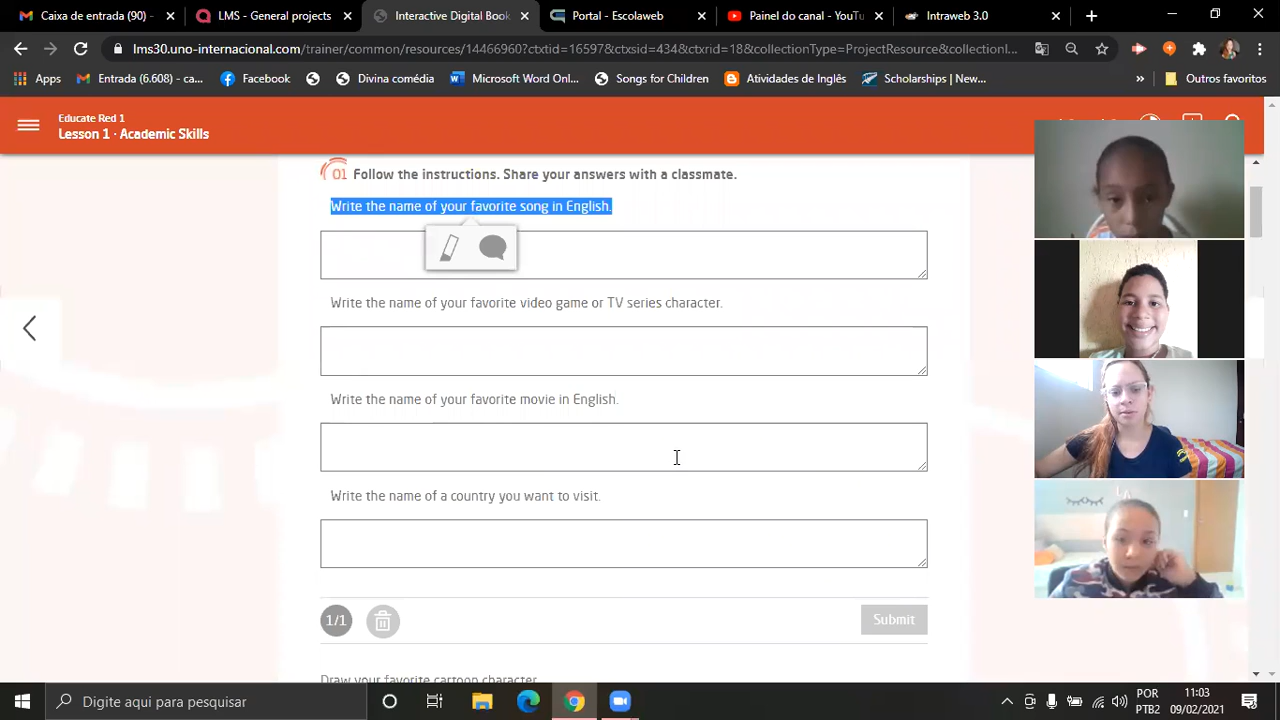 Caixa de entrada (90) -
LMS - General projects
Interactive Digital Book
Portal - Escolaweb
Painel do canal - YouTu
Intraweb 3.0
lms30.uno-internacional.com/trainer/common/resources/14466960?ctxtid=16597&ctxsid=434&ctxrid=18&collectionType=ProjectResource&collectionI...
Apps
Entrada (6.608) - ca...
Facebook
Divina comédia
Microsoft Word Onl...
Songs for Children
Atividades de Inglês
Scholarships | New...
»
Outros favoritos
Educate Red 1
Lesson 1 · Academic Skills
01 Follow the instructions. Share your answers with a classmate.
Write the name of your favorite song in English.
Write the name of your favorite video game or TV series character.
Write the name of your favorite movie in English.
Write the name of a country you want to visit.
1/1
Submit
Draw your favorite cartoon character
Digite aqui para pesquisar
POR
PTB2
11:03
09/02/2021